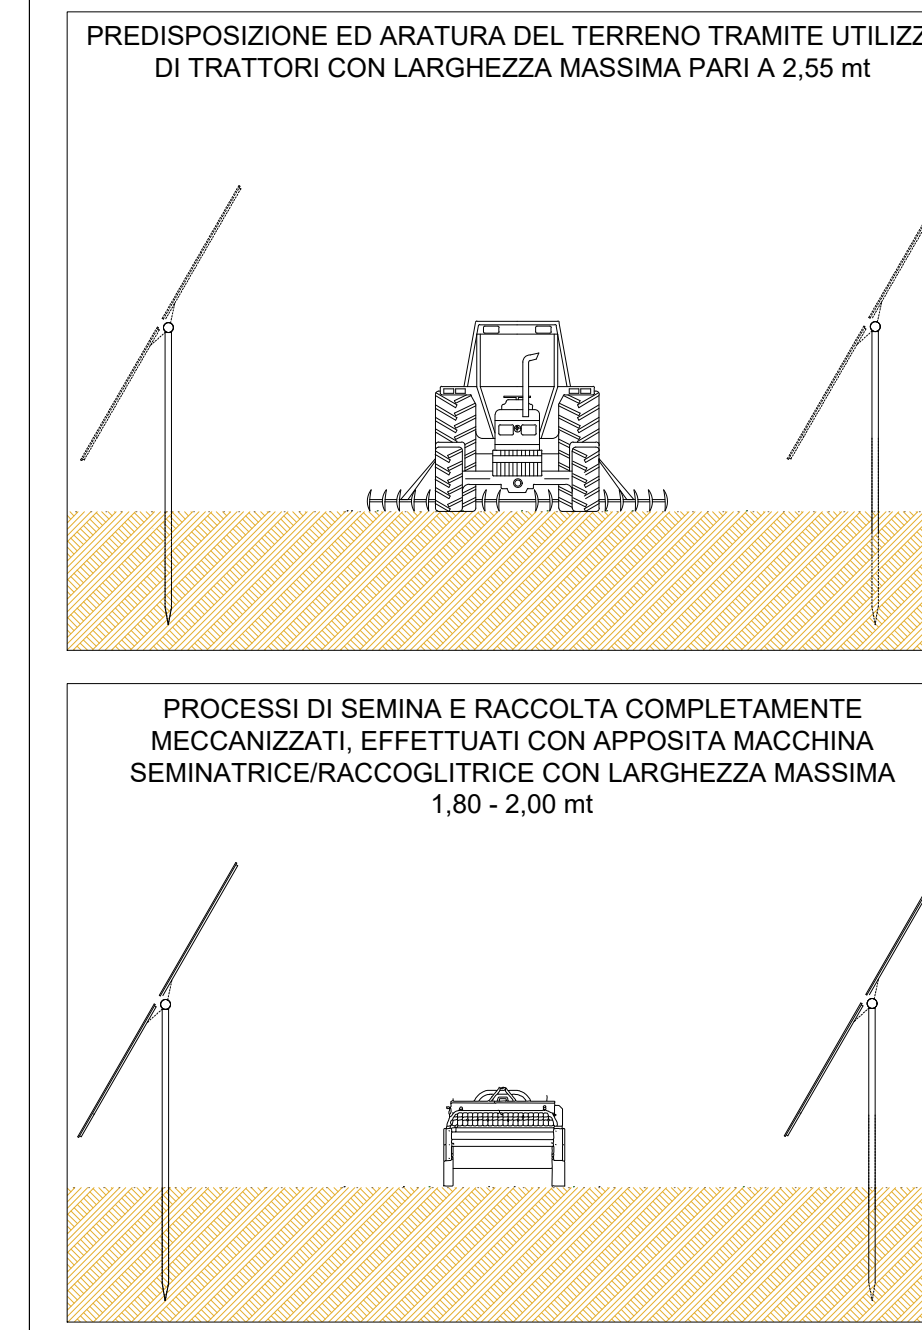 PREDISPOSIZIONE ED ARATURA DEL TERRENO TRAMITE UTILIZZ
DI TRATTORI CON LARGHEZZA MASSIMA PARI A 2,55 mt
PROCESSI DI SEMINA E RACCOLTA COMPLETAMENTE
MECCANIZZATI, EFFETTUATI CON APPOSITA MACCHINA
SEMINATRICE/RACCOGLITRICE CON LARGHEZZA MASSIMA
1,80 - 2,00 mt